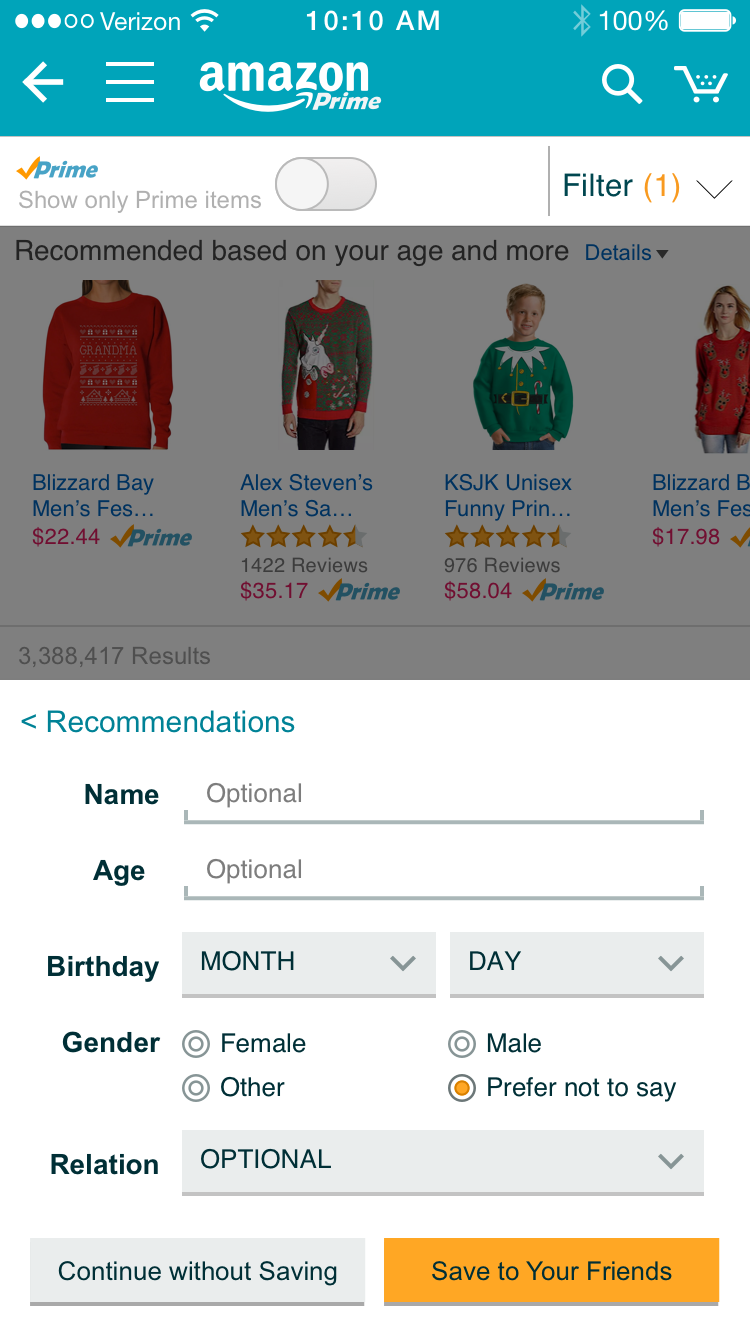 Verizon 10:10 AM 100%
amazon
Prime
Prime
Show only Prime items
Filter (1)
Recommended based on your age and more Details
GRANDMA
Blizzard Bay
Men’s Fes...
$22.44 Prime
Alex Steven’s
Men’s Sa...
1422 Reviews
$35.17 Prime
KSJK Unisex
Funny Prin...
976 Reviews
$58.04 Prime
Blizzard B
Men’s Fes
$17.98
3,388,417 Results
< Recommendations
Name Optional
Age Optional
Birthday MONTH DAY
Gender Female Male
Other Prefer not to say
Relation OPTIONAL
Continue without Saving Save to Your Friends